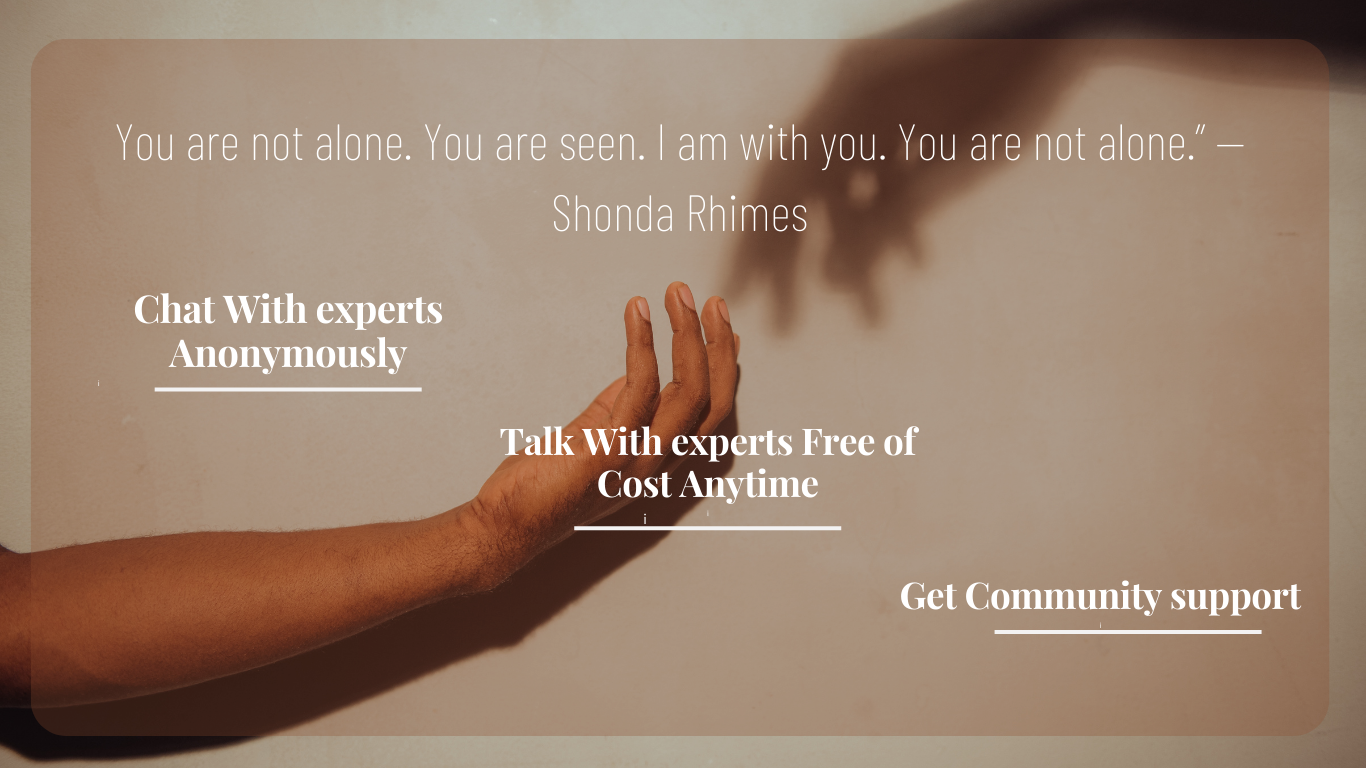 You are not alone. You are seen. I am with you. You are not alone.” —
Shonda Rhimes
Chat With experts
Anonymously
Talk With experts Free of
Cost Anytime
i
Get Community support